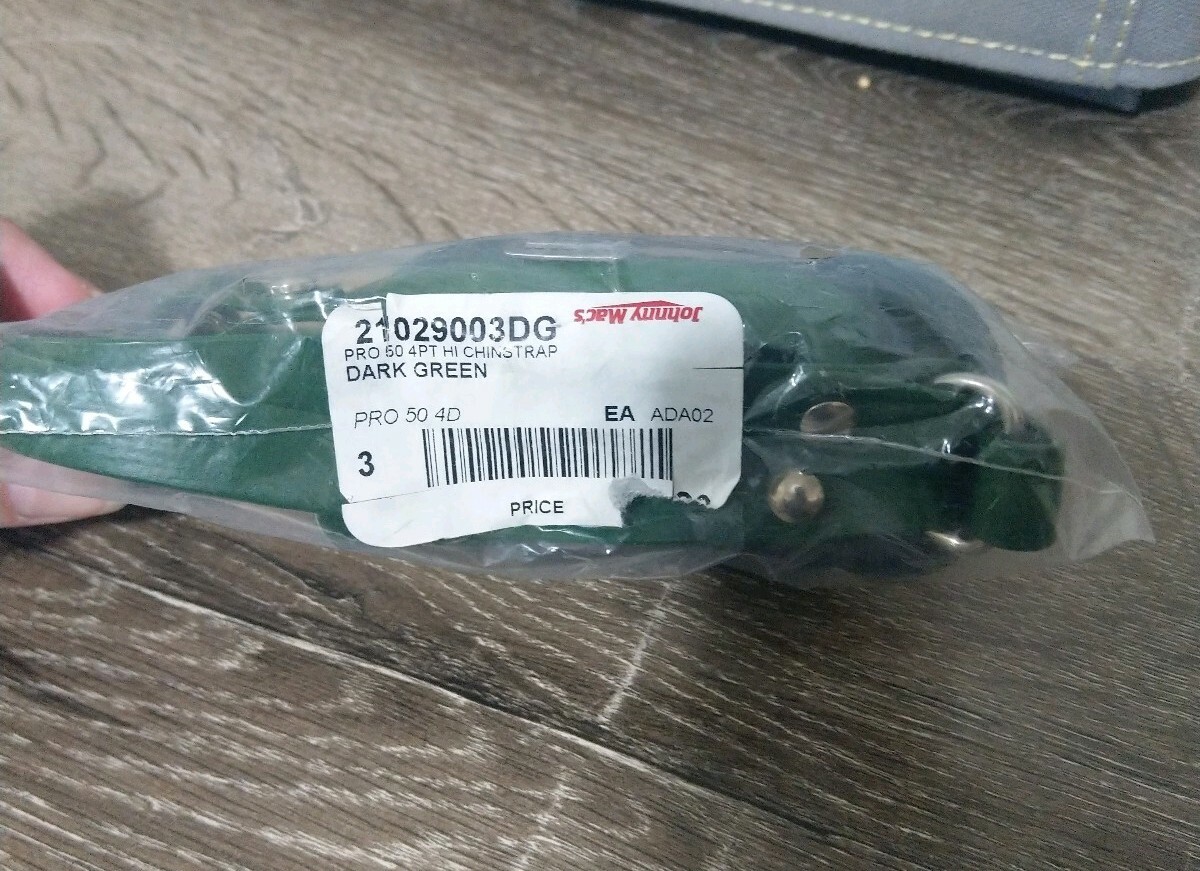 Johnny Mac's
21029003DG
PRO 50 4PT HI CHINSTRAP
DARK GREEN
PRO 50 4D EA ADA02
3
PRICE